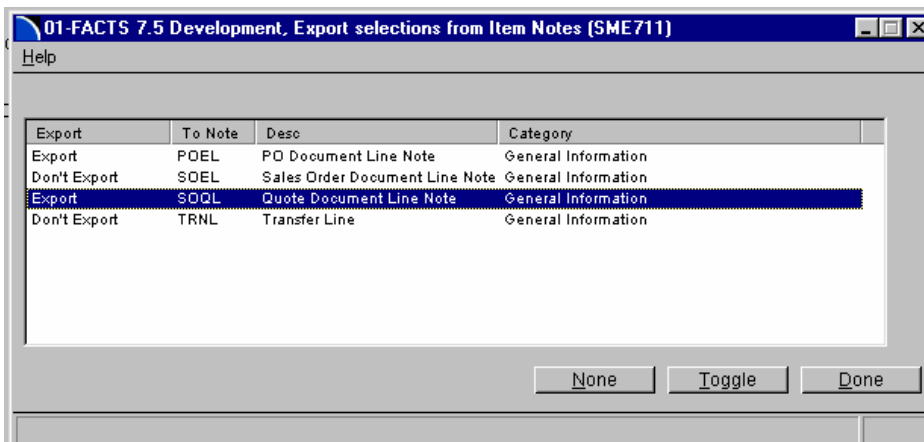 01-FACTS 7.5 Development, Export selections from Item Notes (SME711)
Help
Export To Note Desc Category
Export POEL PO Document Line Note General Information
Don't Export SOEL Sales Order Document Line Note General Information
Export SOQL Quote Document Line Note General Information
Don't Export TRNL Transfer Line General Information
None Toggle Done